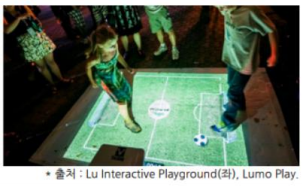 * 출처 : Lu Interactive Playground(좌), Lumo Play.